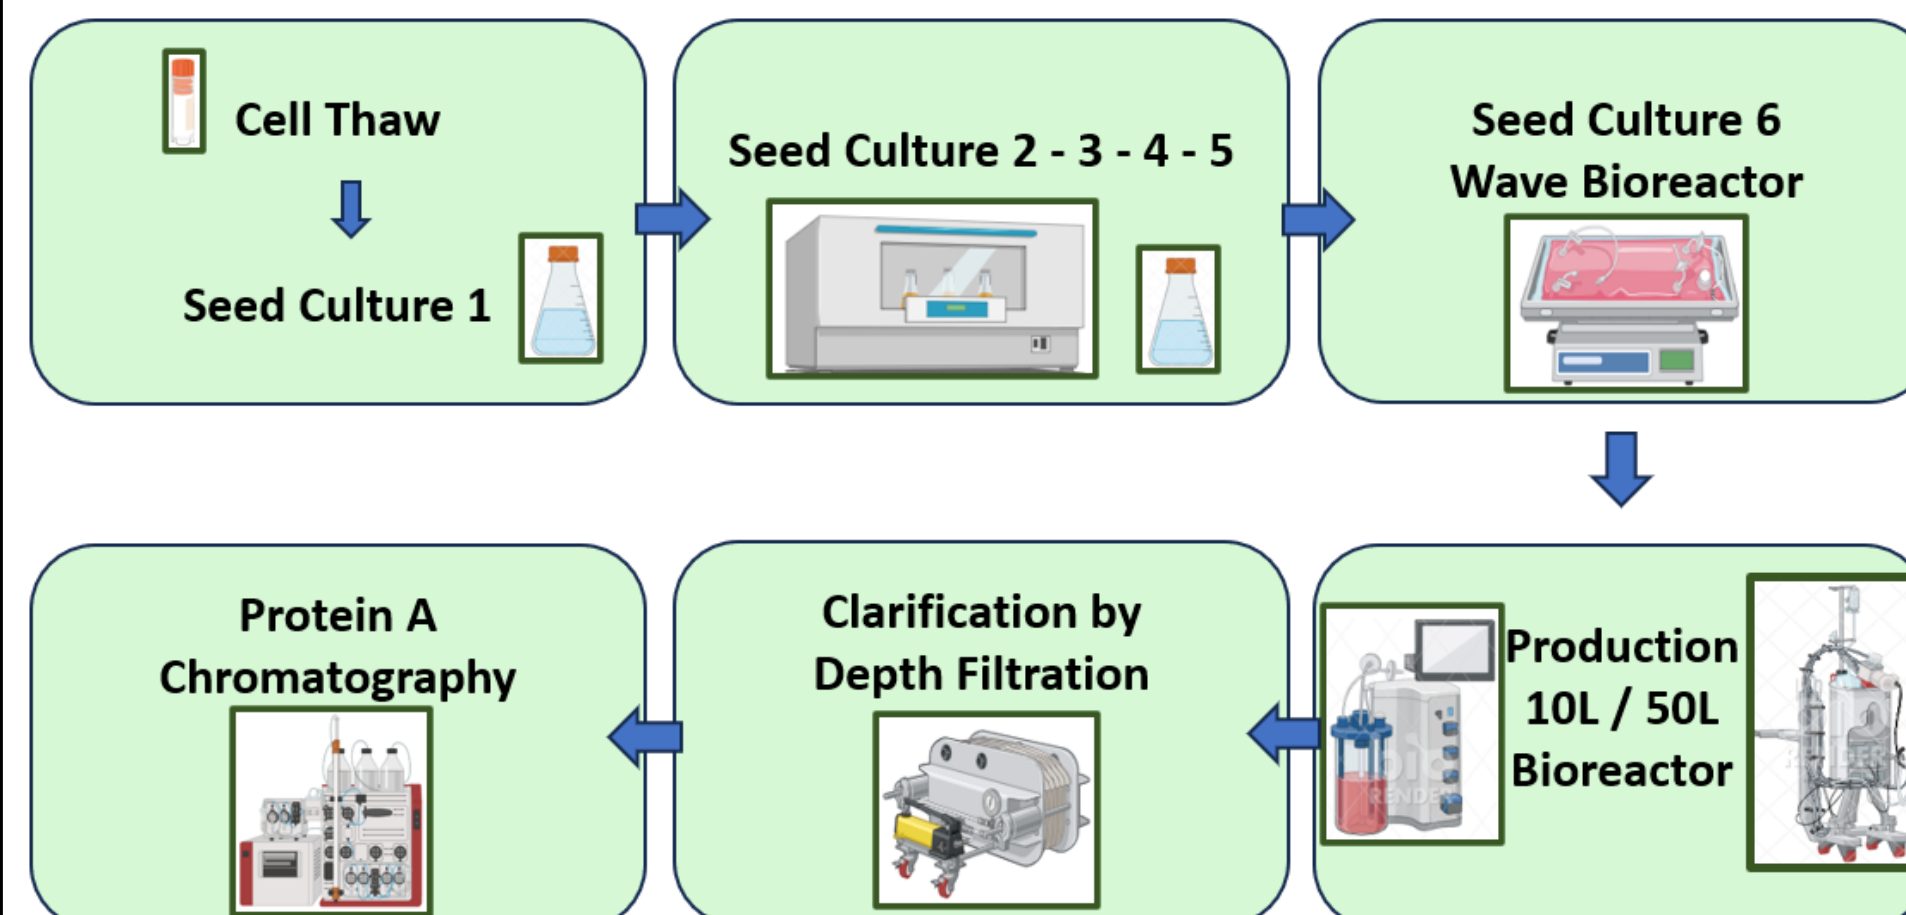 Cell Thaw
Seed Culture 1
Seed Culture 2 - 3 - 4 - 5
Seed Culture 6
Wave Bioreactor
Production
10L / 50L
Bioreactor
Clarification by
Depth Filtration
Protein A
Chromatography